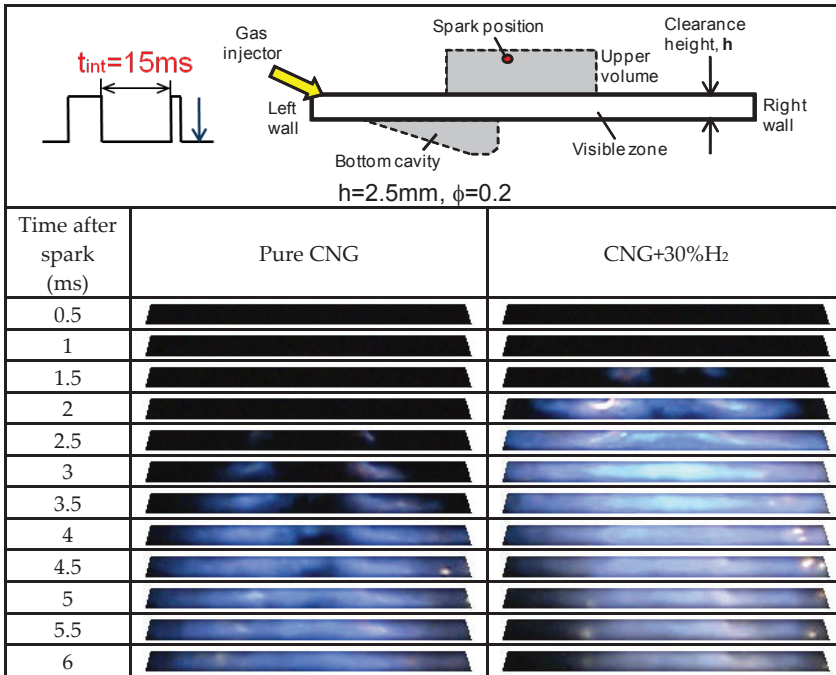 Gas
injector
Spark position
Clearance
height, h
Upper
volume
tint=15ms
Left
wall
Right
wall
Bottom cavity
Visible zone
h=2.5mm, ϕ=0.2
Time after
spark
(ms)
Pure CNG
CNG+30%H₂
0.5
1
1.5
2
2.5
3
3.5
4
4.5
5
5.5
6